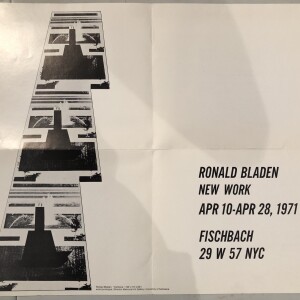 RONALD BLADEN
NEW WORK
APR 10-APR 28, 1971
FISCHBACH
29 W 57 NYC